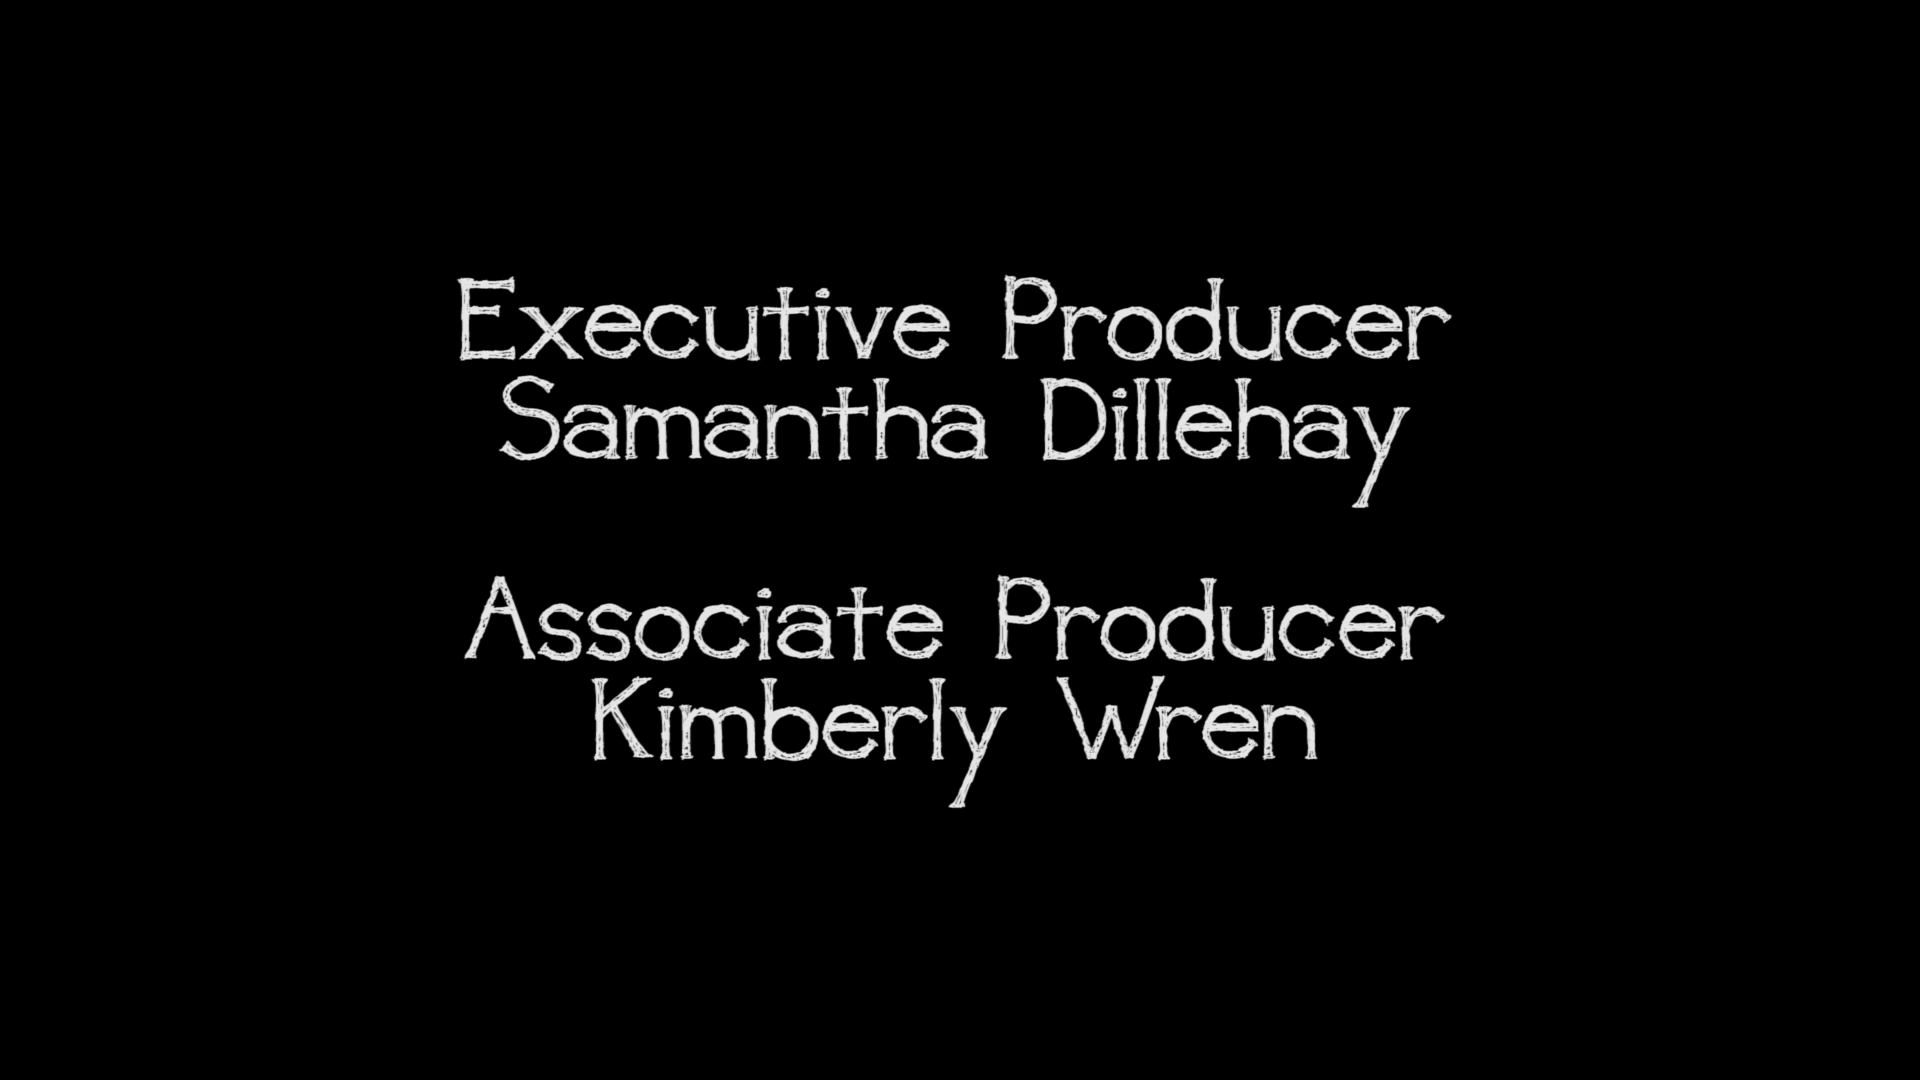 Executive Producer
Samantha Dillehay
Associate Producer
Kimberly Wren